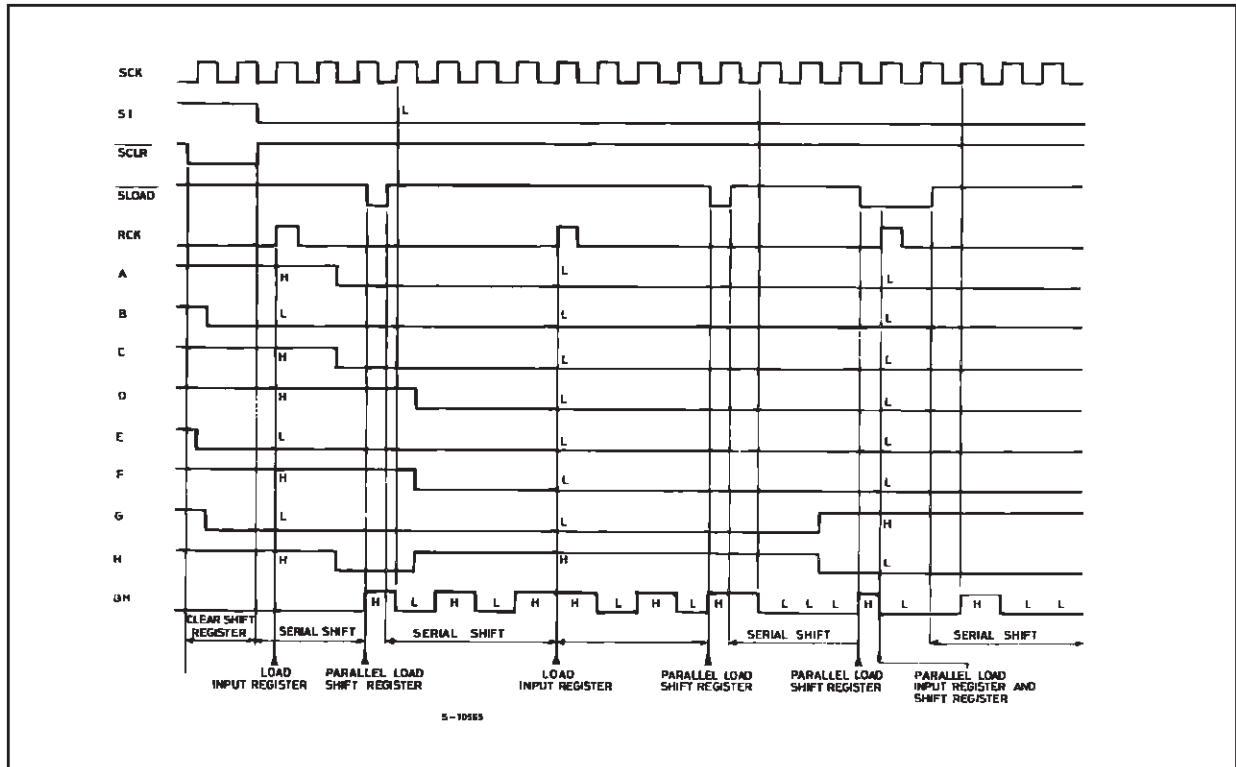 SCK
SI
L
SCLR
SLOAD
RCK
A
H L L
B
L L L
C
H L L
D
H L L
E
L L L
F
H L L
G
L L H
H
H H L
QH
H L H L H H L H L H L L L H L H L L
CLEAR SHIFT
REGISTER
SERIAL SHIFT
SERIAL SHIFT
SERIAL SHIFT
SERIAL SHIFT
LOAD
INPUT REGISTER
PARALLEL LOAD
SHIFT REGISTER
LOAD
INPUT REGISTER
PARALLEL LOAD
SHIFT REGISTER
PARALLEL LOAD
SHIFT REGISTER
PARALLEL LOAD
INPUT REGISTER AND
SHIFT REGISTER
S-10565